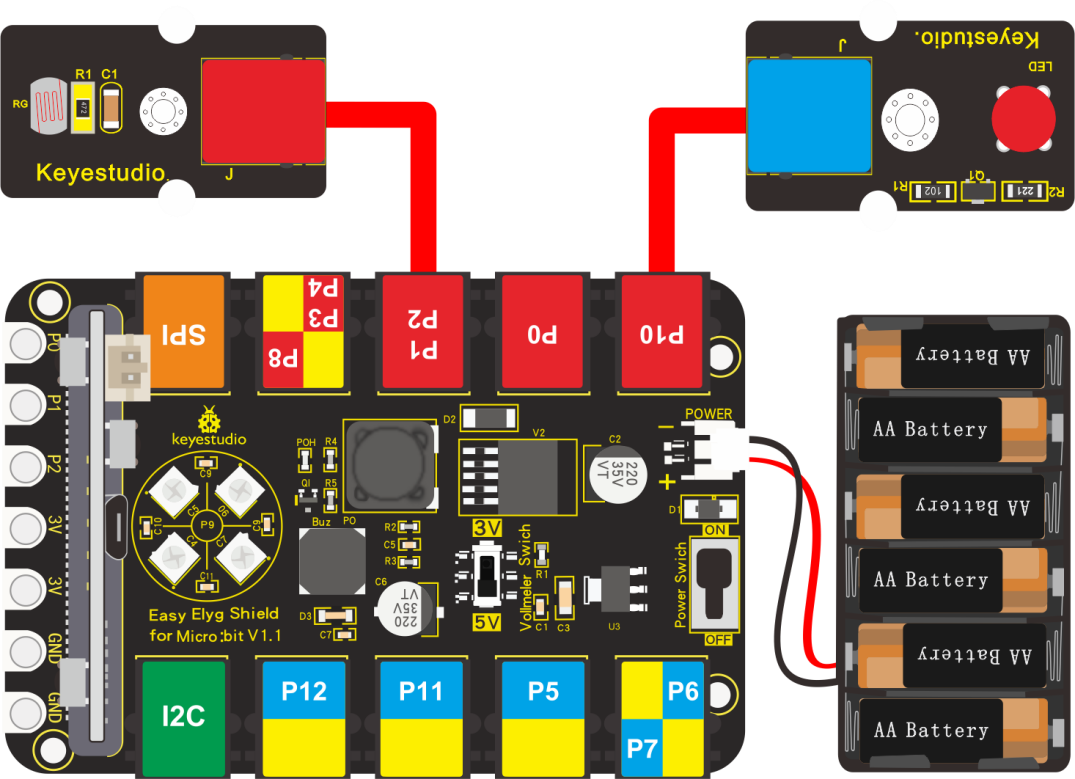 RG
R1 C1
472
Keyestudio.
J
J
Keyestudio.
LED
R1
102
Q1
221
R2
SPI
P4
P3
P8
P2
P1
P0
P10
P0
P1
P2
3V
3V
GND
GND
keyestudio
C9
C5
D6
C10
P9
C9
C4
C7
C11
Easy Elyg Shield
for Micro:bit V1.1
POH
R4
Q1
R5
Buz
P0
D2
V2
C2
220
35V
VT
POWER
−
+
D1
ON
Power Swich
OFF
R2
C5
R3
C6
220
35V
VT
D3
C7
3V
5V
Vollmeler Swich
R1
C1
C3
U3
I2C
P12
P11
P5
P6
P7
AA Battery
AA Battery
AA Battery
AA Battery
AA Battery
AA Battery